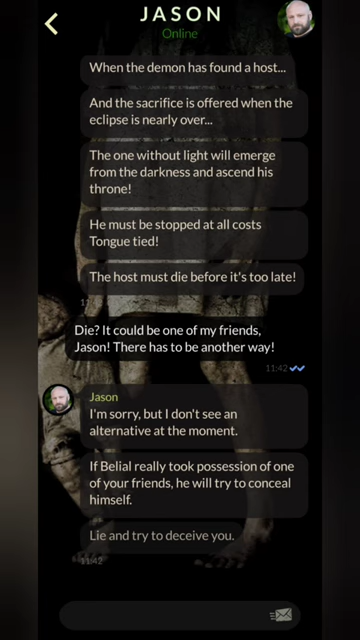 JASON
Online
When the demon has found a host...
And the sacrifice is offered when the
eclipse is nearly over...
The one without light will emerge
from the darkness and ascend his
throne!
He must be stopped at all costs
Tongue tied!
The host must die before it's too late!
Die? It could be one of my friends,
Jason! There has to be another way!
11:42
Jason
I'm sorry, but I don't see an
alternative at the moment.
If Belial really took possession of one
of your friends, he will try to conceal
himself.
Lie and try to deceive you.
11:42